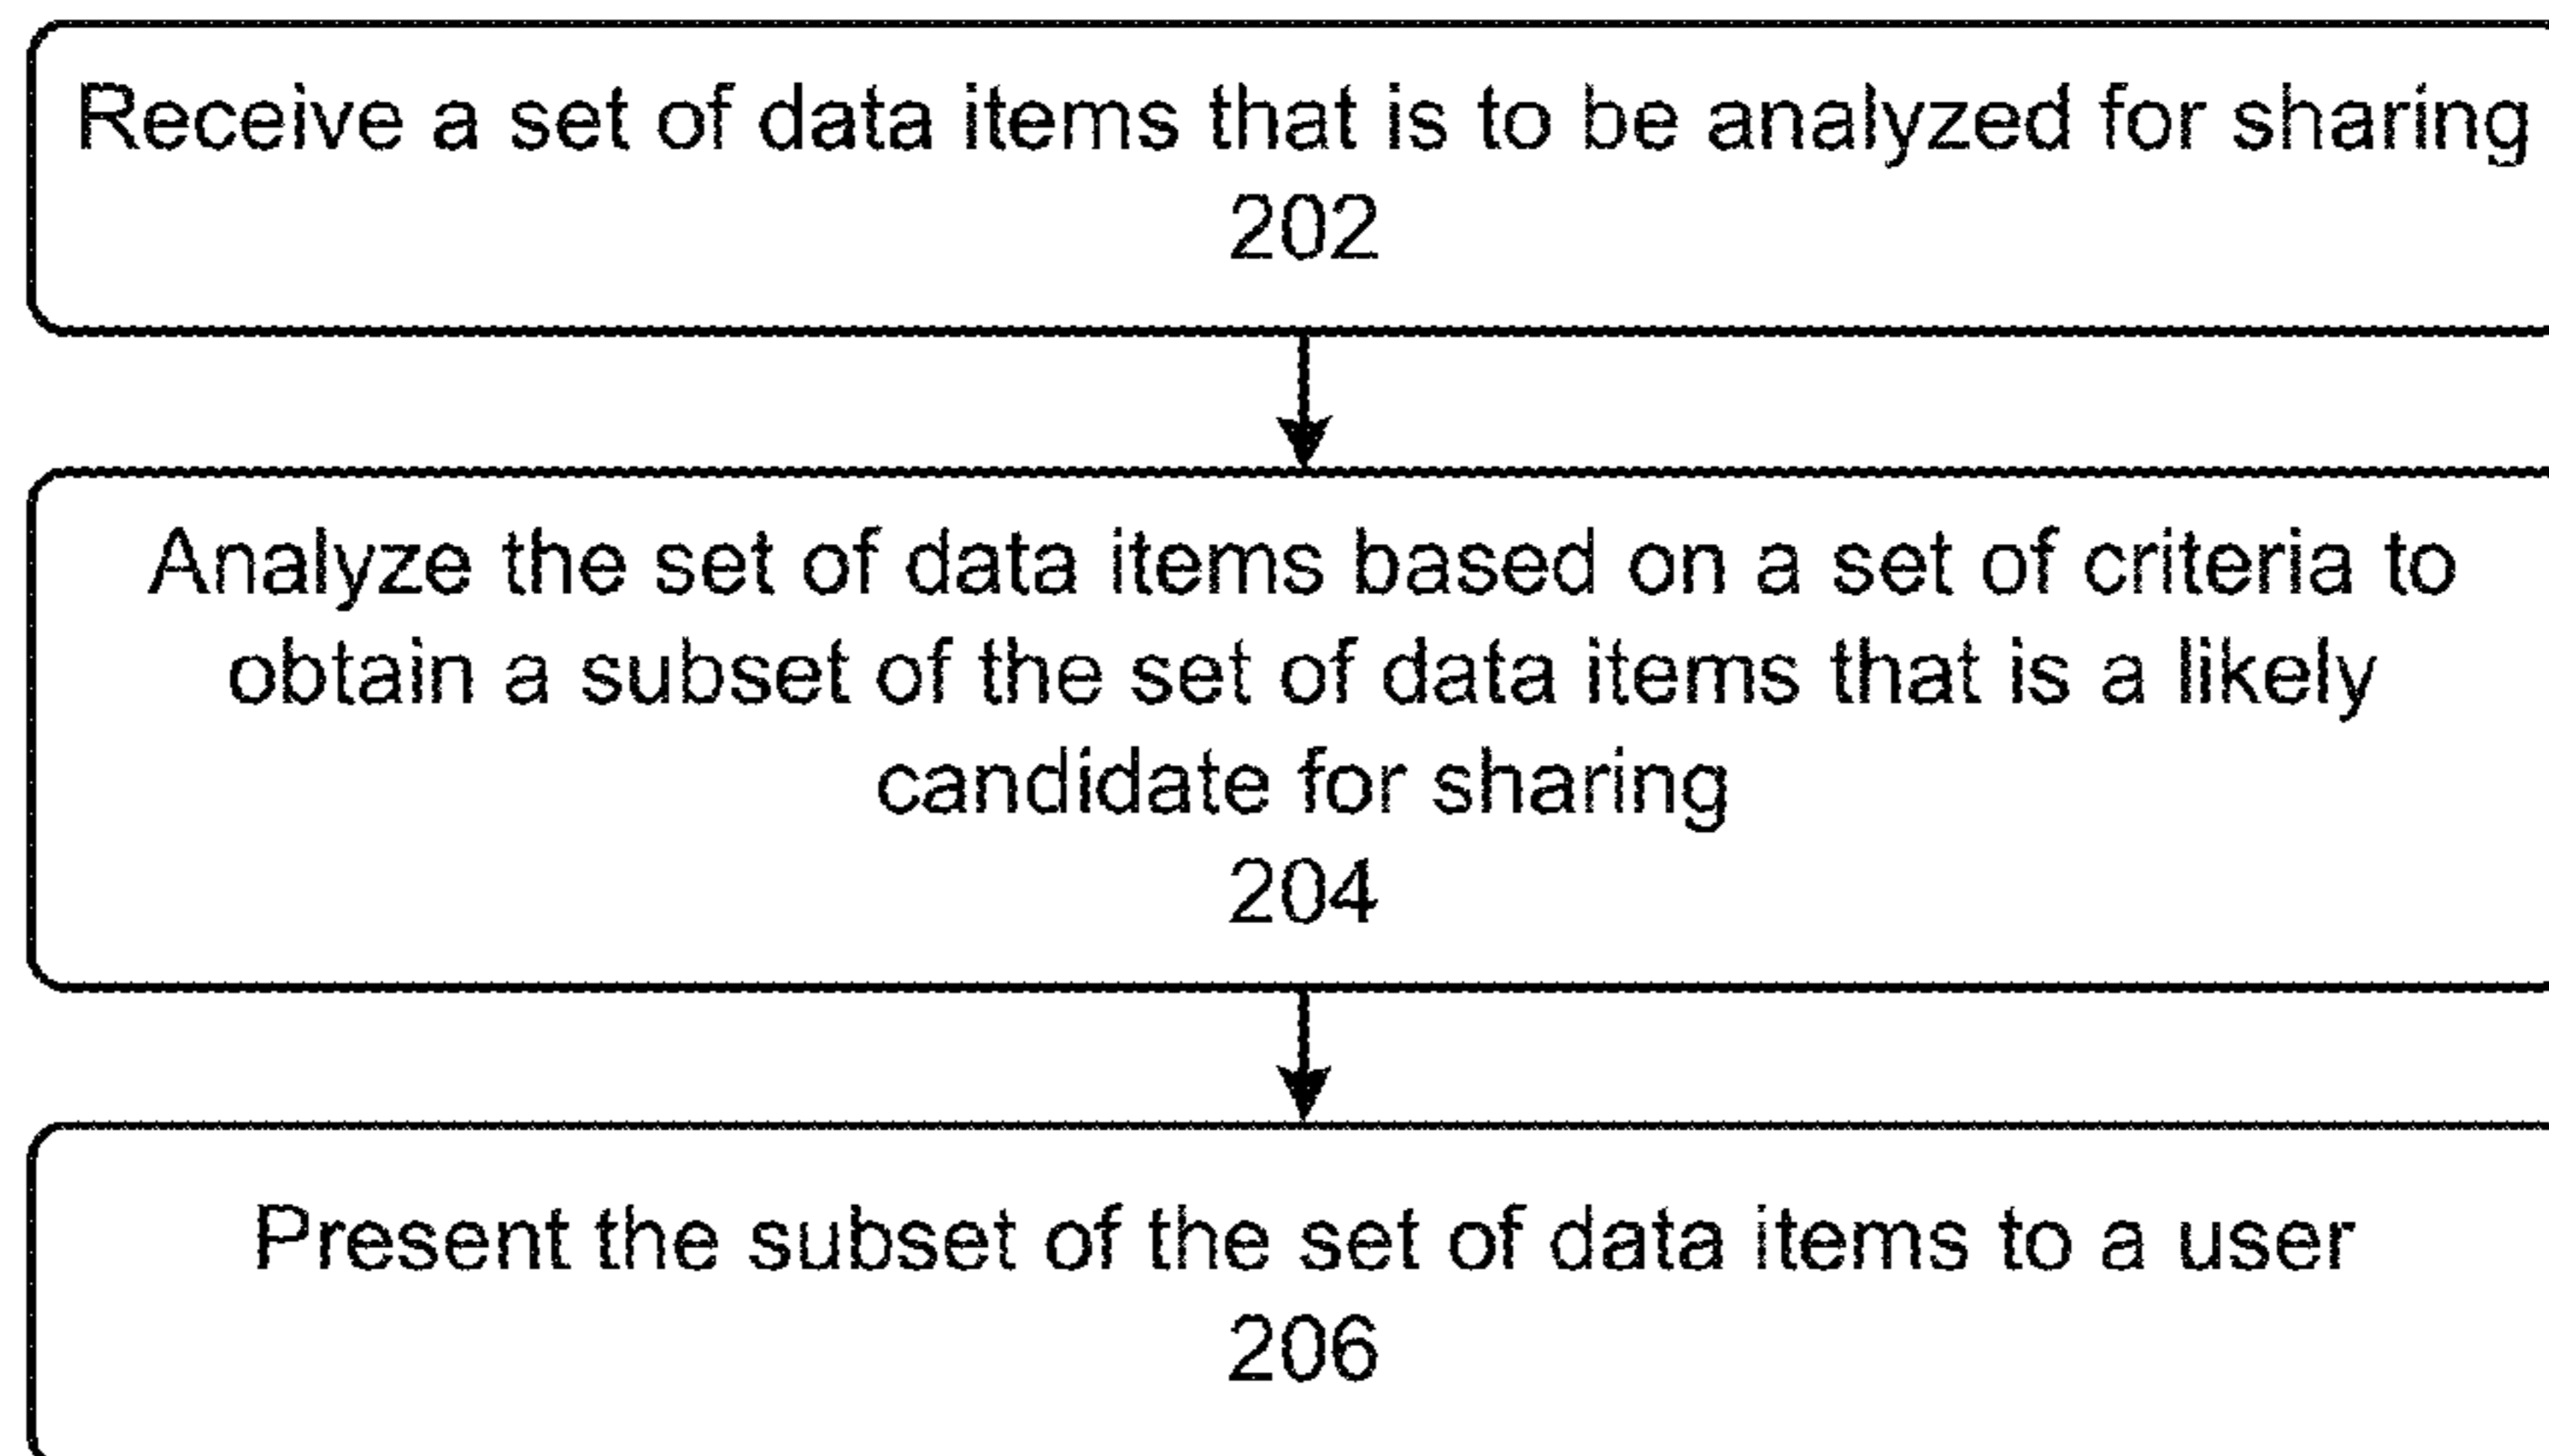 Receive a set of data items that is to be analyzed for sharing
202
Analyze the set of data items based on a set of criteria to
obtain a subset of the set of data items that is a likely
candidate for sharing
204
Present the subset of the set of data items to a user
206